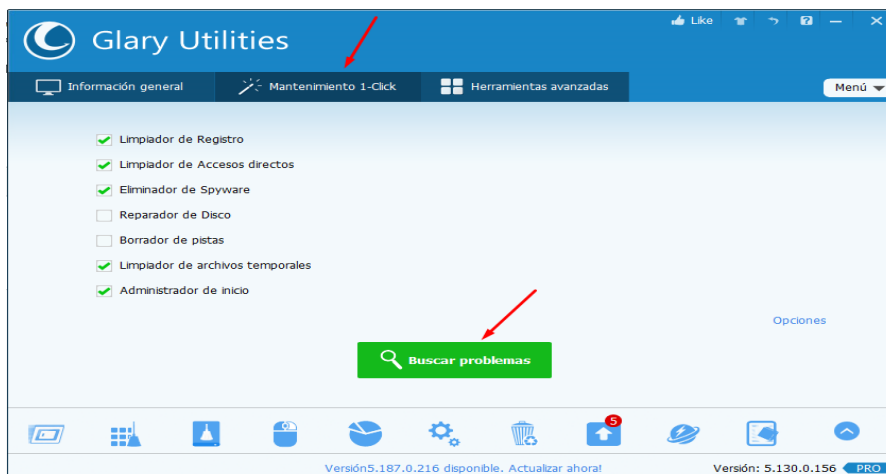 Like
Glary Utilities
Información general
Mantenimiento 1-Click
Herramientas avanzadas
Menú
Limpiador de Registro
Limpiador de Accesos directos
Eliminador de Spyware
Reparador de Disco
Borrador de pistas
Limpiador de archivos temporales
Administrador de inicio
Opciones
Buscar problemas
5
Versión5.187.0.216 disponible. Actualizar ahora!
Versión: 5.130.0.156 PRO